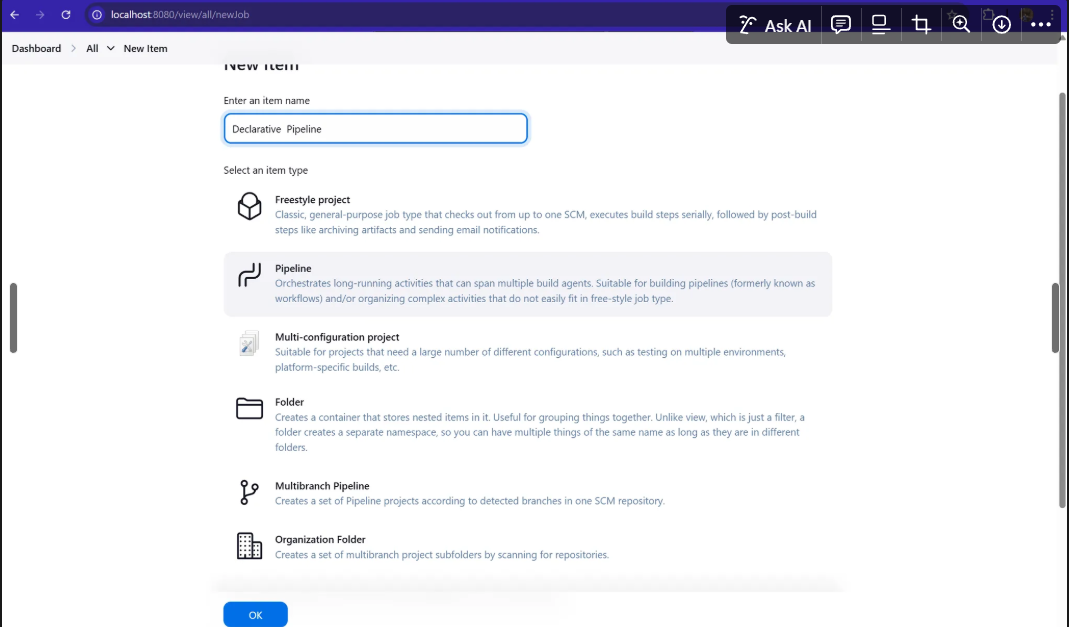 localhost:8080/view/all/newJob
Ask AI
Dashboard > All New Item
New Item
Enter an item name
Declarative  Pipeline
Select an item type
Freestyle project
Classic, general-purpose job type that checks out from up to one SCM, executes build steps serially, followed by post-build
steps like archiving artifacts and sending email notifications.
Pipeline
Orchestrates long-running activities that can span multiple build agents. Suitable for building pipelines (formerly known as
workflows) and/or organizing complex activities that do not easily fit in free-style job type.
Multi-configuration project
Suitable for projects that need a large number of different configurations, such as testing on multiple environments,
platform-specific builds, etc.
Folder
Creates a container that stores nested items in it. Useful for grouping things together. Unlike view, which is just a filter, a
folder creates a separate namespace, so you can have multiple things of the same name as long as they are in different
folders.
Multibranch Pipeline
Creates a set of Pipeline projects according to detected branches in one SCM repository.
Organization Folder
Creates a set of multibranch project subfolders by scanning for repositories.
OK